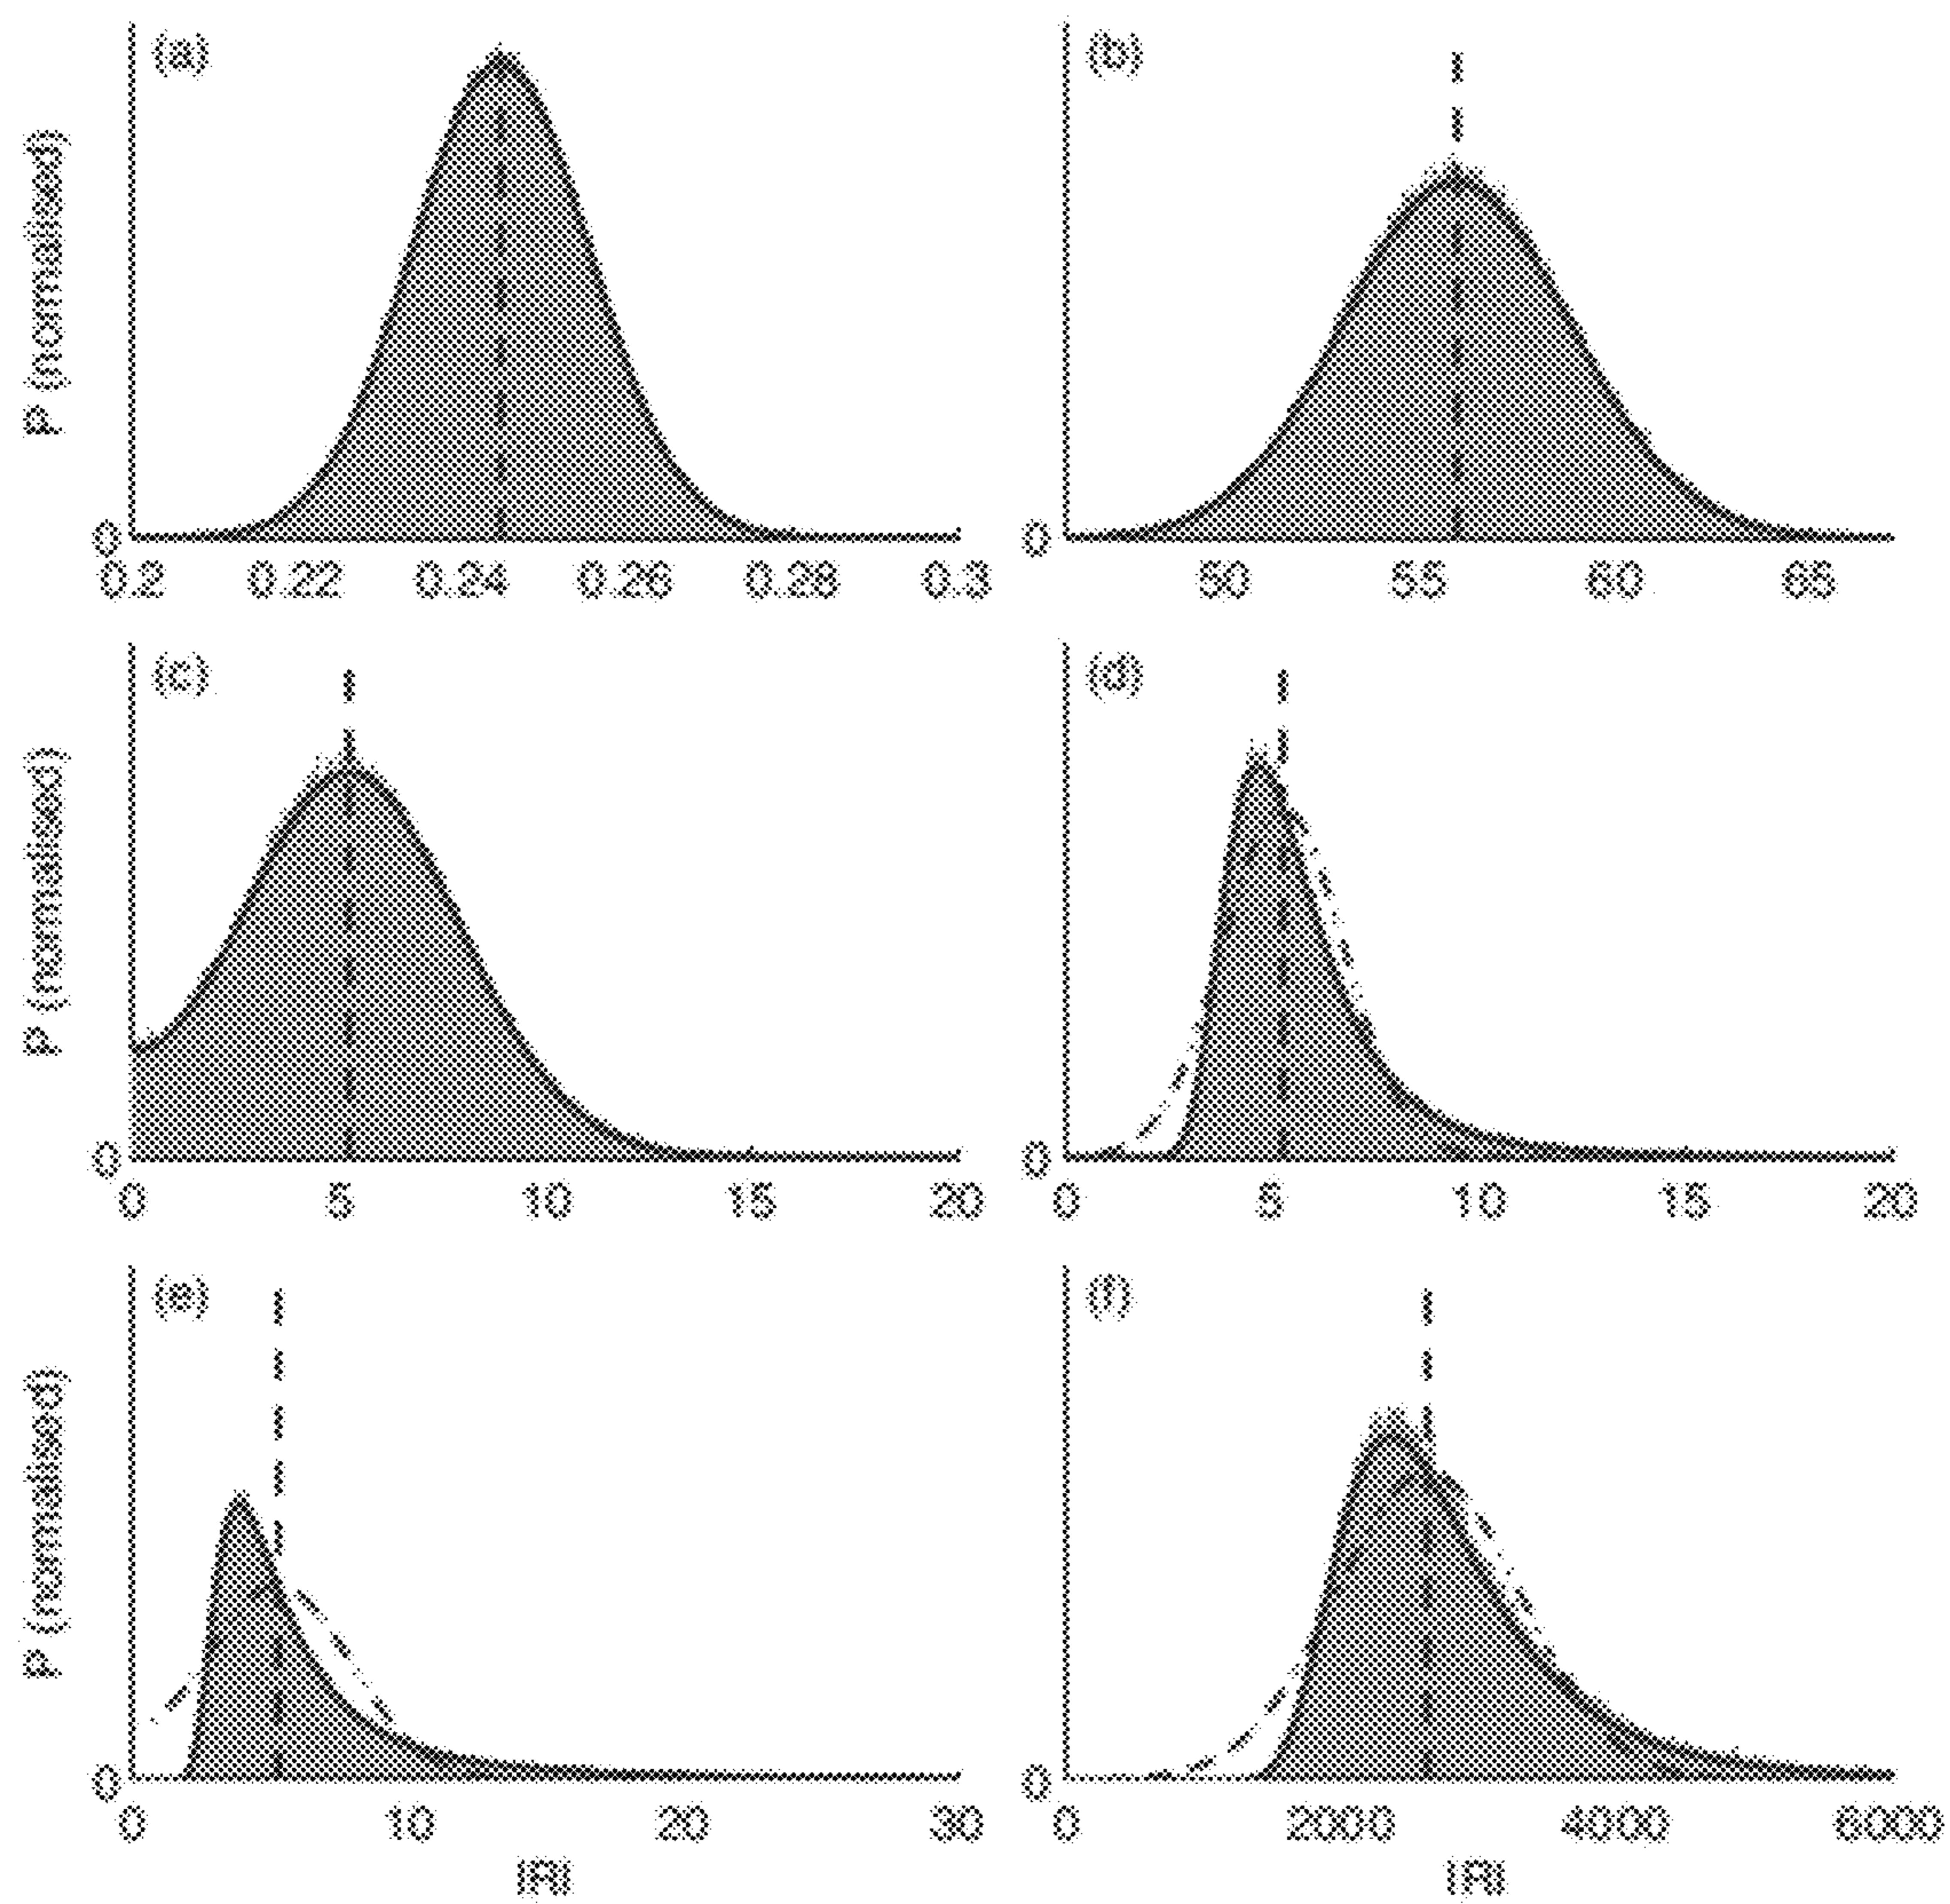 (a) (b)
P (normalised)
0 0
0.2 0.22 0.24 0.26 0.28 0.3 50 55 60 65
(c) (d)
P (normalised)
0 0
0 5 10 15 20 0 5 10 15 20
(e) (f)
P (normalised)
0 0
0 10 20 30 0 2000 4000 6000
|R| |R|